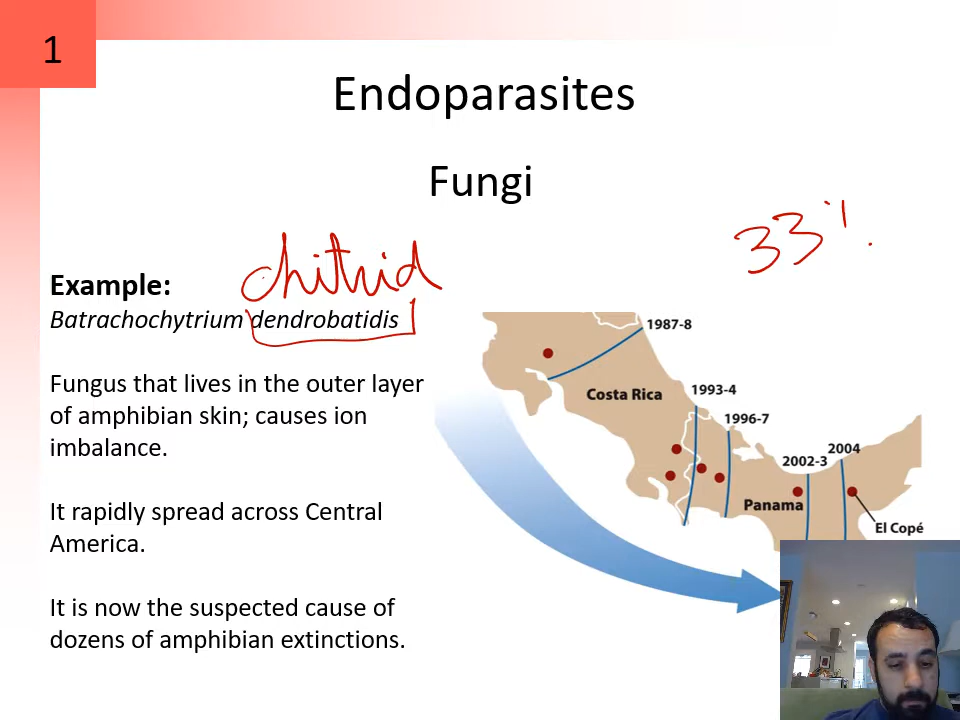 1
Endoparasites
Fungi
33%
chitrid
Example:
Batrachochytrium dendrobatidis
Fungus that lives in the outer layer
of amphibian skin; causes ion
imbalance.
It rapidly spread across Central
America.
It is now the suspected cause of
dozens of amphibian extinctions.
1987-8
Costa Rica
1993-4
1996-7
2004
2002-3
Panama
El Copé